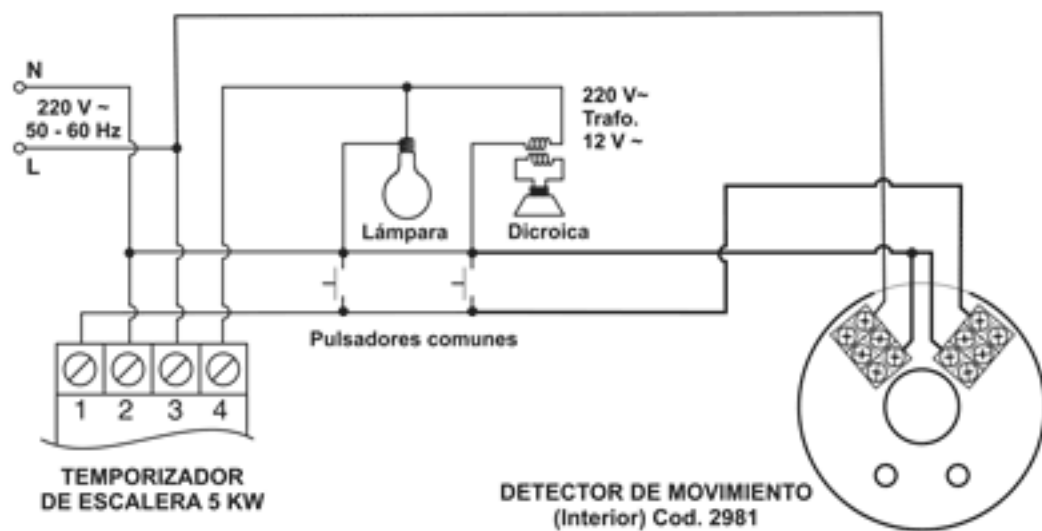 N
220 V ~
50 - 60 Hz
L
220 V~
Trafo.
12 V ~
Lámpara
Dicroica
Pulsadores comunes
1 2 3 4
TEMPORIZADOR
DE ESCALERA 5 KW
DETECTOR DE MOVIMIENTO
(Interior) Cod. 2981